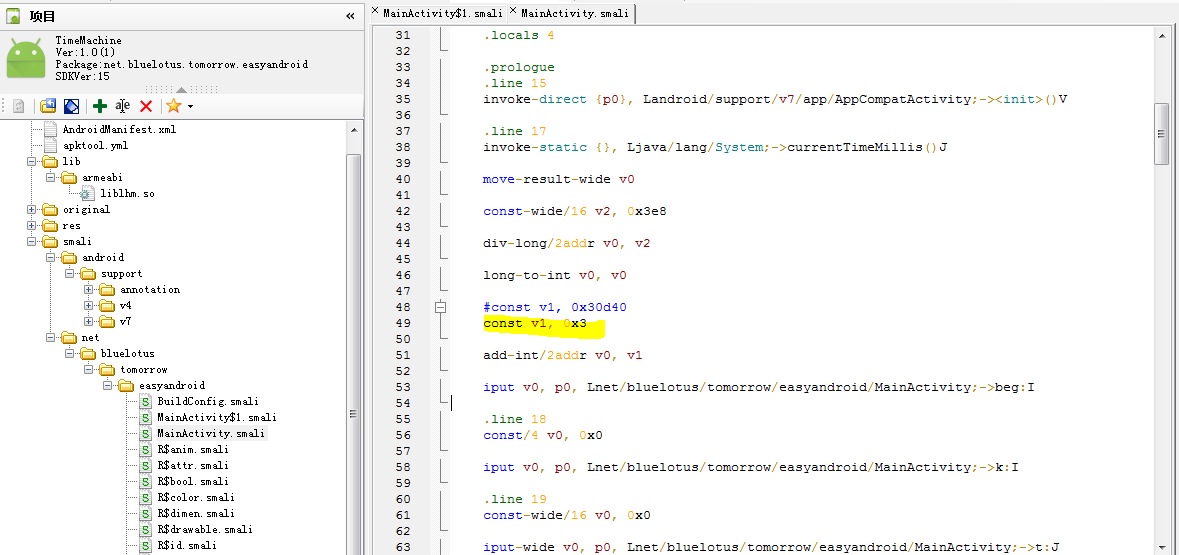 项目 «
TimeMachine
Ver:1.0(1)
Package:net.bluelotus.tomorrow.easyandroid
SDKVer:15
a|e
AndroidManifest.xml
apktool.yml
lib
armeabi
liblhm.so
original
res
smali
android
support
annotation
v4
v7
net
bluelotus
tomorrow
easyandroid
BuildConfig.smali
MainActivity$1.smali
MainActivity.smali
R$anim.smali
R$attr.smali
R$bool.smali
R$color.smali
R$dimen.smali
R$drawable.smali
R$id.smali
MainActivity$1.smali MainActivity.smali
31 .locals 4
32
33 .prologue
34 .line 15
35 invoke-direct {p0}, Landroid/support/v7/app/AppCompatActivity;-><init>()V
36
37 .line 17
38 invoke-static {}, Ljava/lang/System;->currentTimeMillis()J
39
40 move-result-wide v0
41
42 const-wide/16 v2, 0x3e8
43
44 div-long/2addr v0, v2
45
46 long-to-int v0, v0
47
48 #const v1, 0x30d40
49 const v1, 0x3
50
51 add-int/2addr v0, v1
52
53 iput v0, p0, Lnet/bluelotus/tomorrow/easyandroid/MainActivity;->beg:I
54
55 .line 18
56 const/4 v0, 0x0
57
58 iput v0, p0, Lnet/bluelotus/tomorrow/easyandroid/MainActivity;->k:I
59
60 .line 19
61 const-wide/16 v0, 0x0
62
63 iput-wide v0, p0, Lnet/bluelotus/tomorrow/easyandroid/MainActivity;->t:J